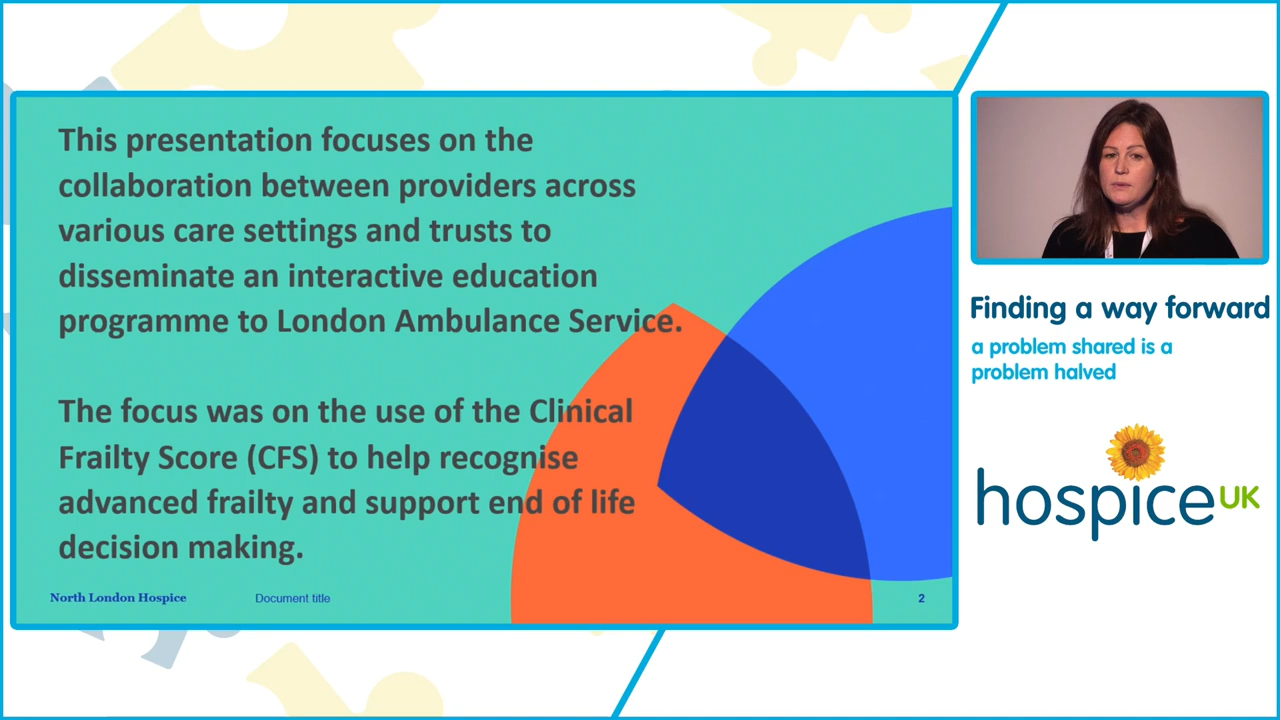 This presentation focuses on the
collaboration between providers across
various care settings and trusts to
disseminate an interactive education
programme to London Ambulance Service.
The focus was on the use of the Clinical
Frailty Score (CFS) to help recognise
advanced frailty and support end of life
decision making.
North London Hospice
Document title
2
Finding a way forward
a problem shared is a
problem halved
hospice UK